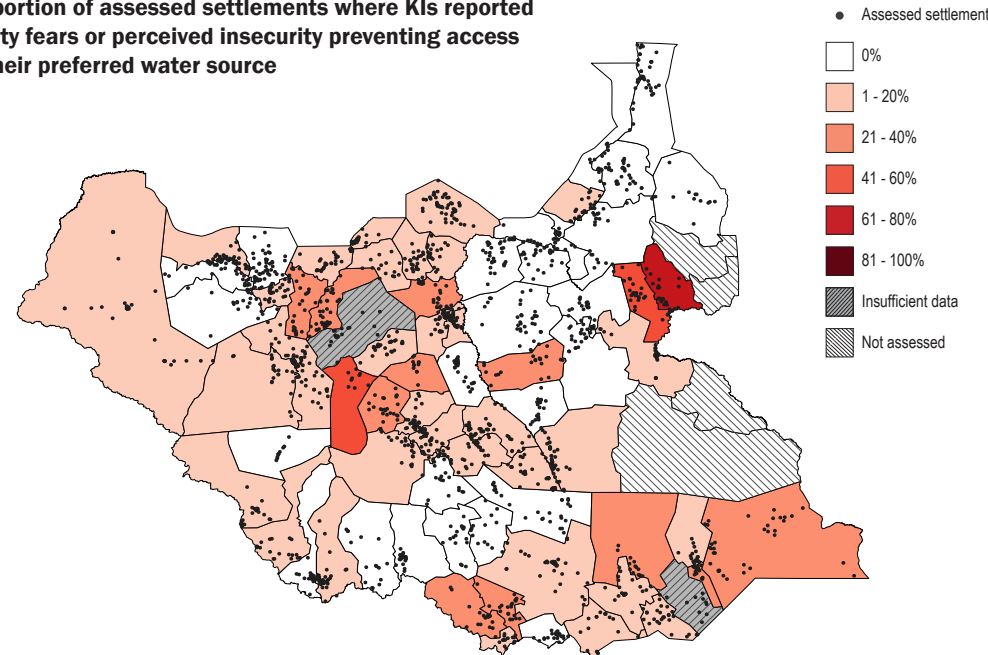 portion of assessed settlements where KIs reported
ty fears or perceived insecurity preventing access
heir preferred water source
Assessed settlement
0%
1 - 20%
21 - 40%
41 - 60%
61 - 80%
81 - 100%
Insufficient data
Not assessed